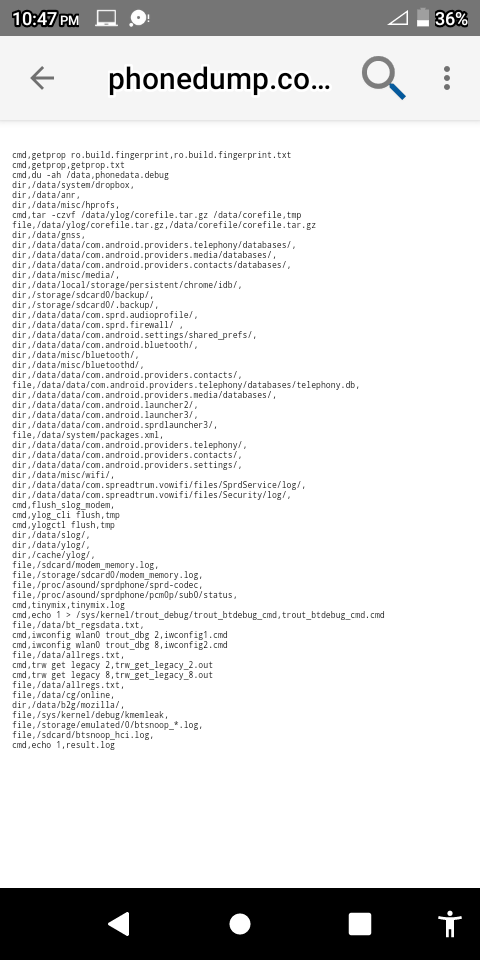 10:47 PM
36%
phonedump.co...
cmd,getprop ro.build.fingerprint,ro.build.fingerprint.txt
cmd,getprop,getprop.txt
cmd,du -ah /data,phonedata.debug
dir,/data/system/dropbox,
dir,/data/anr,
dir,/data/misc/hprofs,
cmd,tar -czvf /data/ylog/corefile.tar.gz /data/corefile,tmp
file,/data/ylog/corefile.tar.gz,/data/corefile/corefile.tar.gz
dir,/data/gnss,
dir,/data/data/com.android.providers.telephony/databases/,
dir,/data/data/com.android.providers.media/databases/,
dir,/data/data/com.android.providers.contacts/databases/,
dir,/data/misc/media/,
dir,/data/local/storage/persistent/chrome/idb/,
dir,/storage/sdcard0/backup/,
dir,/storage/sdcard0/.backup/,
dir,/data/data/com.sprd.audioprofile/,
dir,/data/data/com.sprd.firewall/ ,
dir,/data/data/com.android.settings/shared_prefs/,
dir,/data/data/com.android.bluetooth/,
dir,/data/misc/bluetooth/,
dir,/data/misc/bluetoothd/,
dir,/data/data/com.android.providers.contacts/,
file,/data/data/com.android.providers.telephony/databases/telephony.db,
dir,/data/data/com.android.providers.media/databases/,
dir,/data/data/com.android.launcher2/,
dir,/data/data/com.android.launcher3/,
dir,/data/data/com.android.sprdlauncher3/,
file,/data/system/packages.xml,
dir,/data/data/com.android.providers.telephony/,
dir,/data/data/com.android.providers.contacts/,
dir,/data/data/com.android.providers.settings/,
dir,/data/misc/wifi/,
dir,/data/data/com.spreadtrum.vowifi/files/SprdService/log/,
dir,/data/data/com.spreadtrum.vowifi/files/Security/log/,
cmd,flush_slog_modem,
cmd,ylog_cli flush,tmp
cmd,ylogctl flush,tmp
dir,/data/slog/,
dir,/data/ylog/,
dir,/cache/ylog/,
file,/sdcard/modem_memory.log,
file,/storage/sdcard0/modem_memory.log,
file,/proc/asound/sprdphone/sprd-codec,
file,/proc/asound/sprdphone/pcm0p/sub0/status,
cmd,tinymix,tinymix.log
cmd,echo 1 > /sys/kernel/trout_debug/trout_btdebug_cmd,trout_btdebug_cmd.cmd
file,/data/bt_regsdata.txt,
cmd,iwconfig wlan0 trout_dbg 2,iwconfig1.cmd
cmd,iwconfig wlan0 trout_dbg 8,iwconfig2.cmd
file,/data/allregs.txt,
cmd,trw get legacy 2,trw_get_legacy_2.out
cmd,trw get legacy 8,trw_get_legacy_8.out
file,/data/allregs.txt,
file,/data/cg/online,
dir,/data/b2g/mozilla/,
file,/sys/kernel/debug/kmemleak,
file,/storage/emulated/0/btsnoop_*.log,
file,/sdcard/btsnoop_hci.log,
cmd,echo 1,result.log